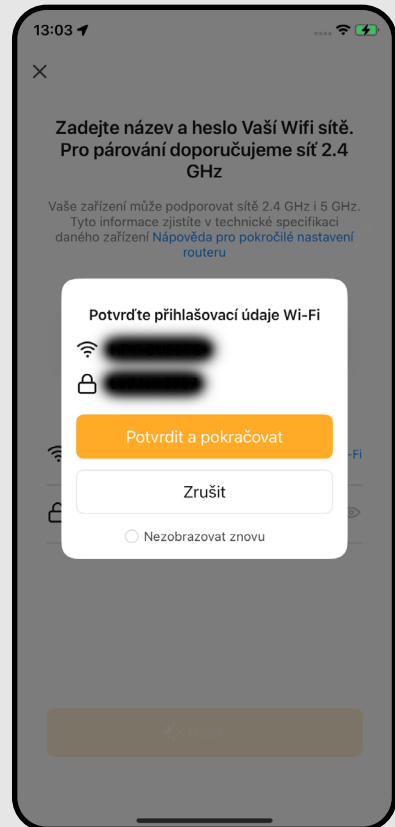 13:03
Zadejte název a heslo Vaší Wifi sítě.
Pro párování doporučujeme síť 2.4
GHz
Vaše zařízení může podporovat sítě 2.4 GHz i 5 GHz.
Tyto informace zjistíte v technické specifikaci
daného zařízení Nápověda pro pokročilé nastavení
routeru
Potvrďte přihlašovací údaje Wi-Fi
Potvrdit a pokračovat
-Fi
Zrušit
Nezobrazovat znovu